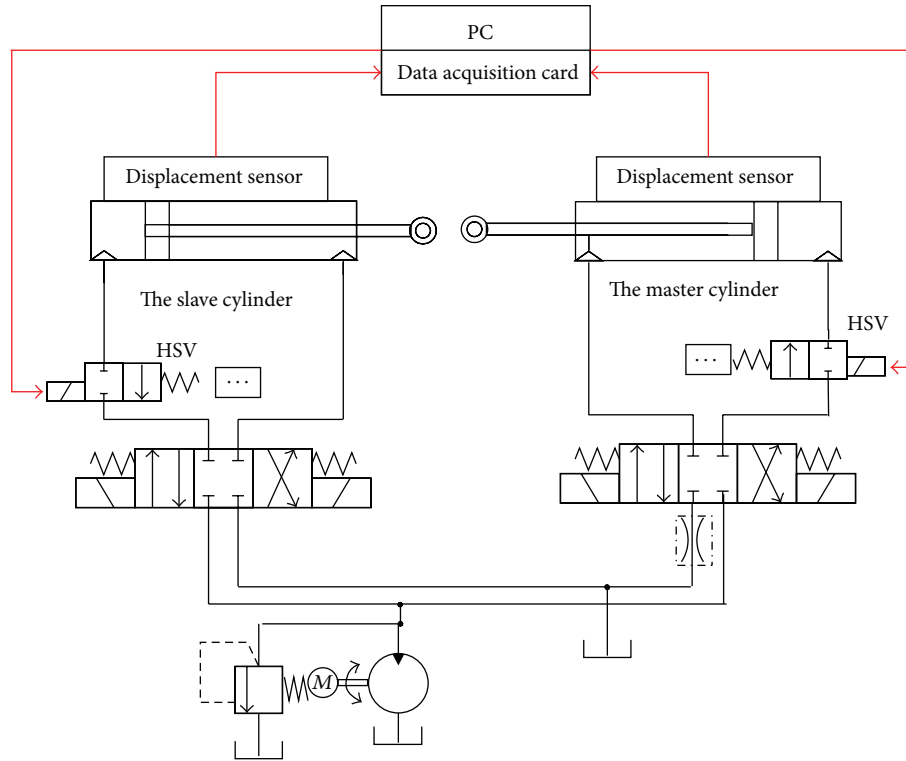 PC
Data acquisition card
Displacement sensor
Displacement sensor
The slave cylinder
The master cylinder
HSV
HSV
...
...
M